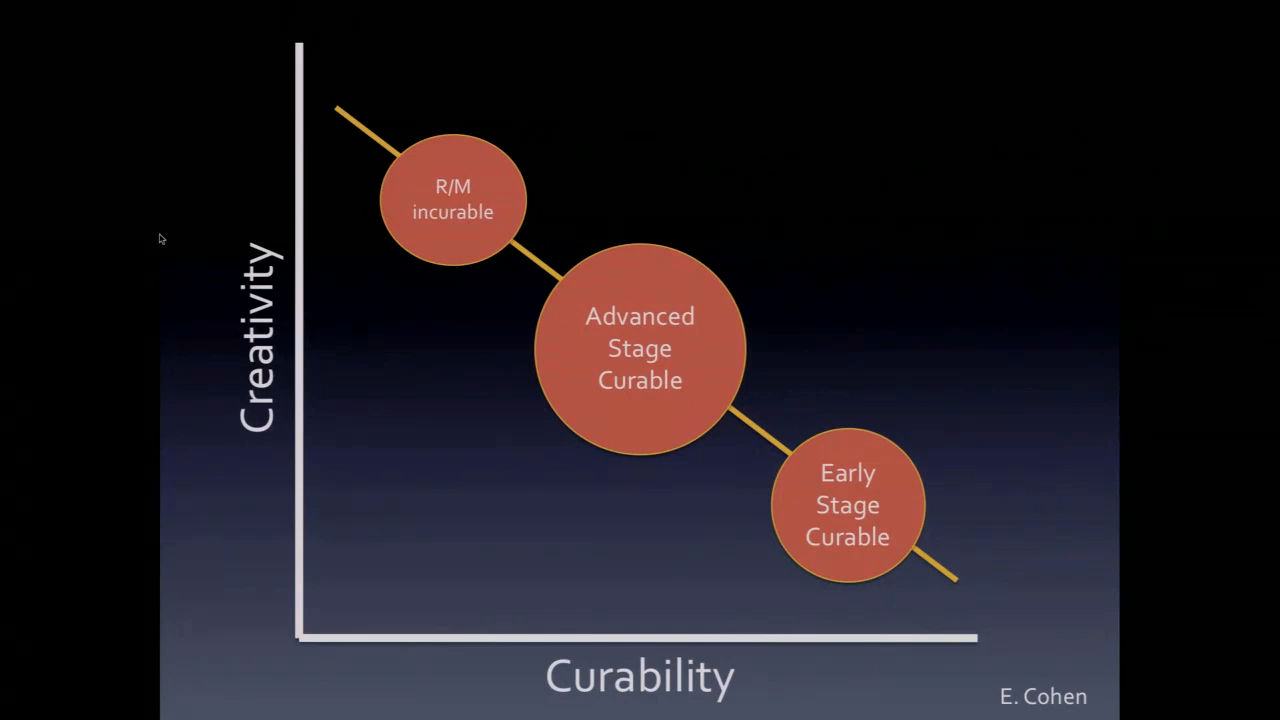 Creativity
R/M
incurable
Advanced
Stage
Curable
Early
Stage
Curable
Curability
E. Cohen